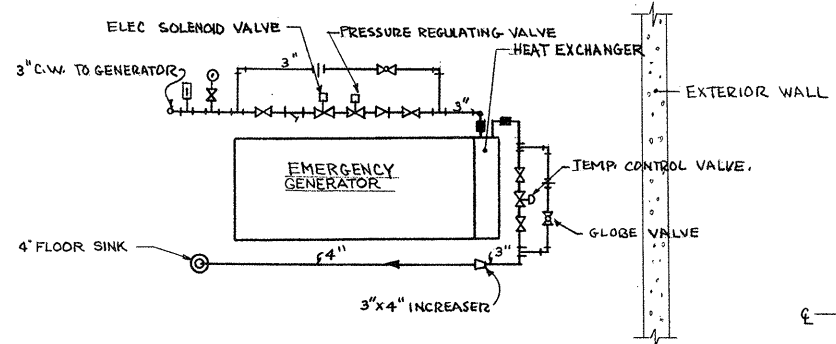 ELEC SOLENOID VALVE
PRESSURE REGULATING VALVE
HEAT EXCHANGER
3" C.W. TO GENERATOR
3"
3"
EXTERIOR WALL
EMERGENCY
GENERATOR
TEMP. CONTROL VALVE.
GLOBE VALVE
4" FLOOR SINK
4"
3"
3"X4" INCREASER
℄